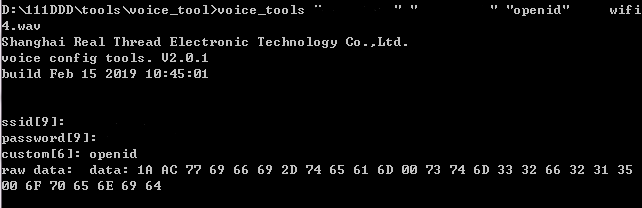 D:\111DDD\tools\voice_tool>voice_tools " " " " "openid" wifi
4.wav
Shanghai Real Thread Electronic Technology Co.,Ltd.
voice config tools. V2.0.1
build Feb 15 2019 10:45:01
ssid[9]:
password[9]:
custom[6]: openid
raw data:  data: 1A AC 77 69 66 69 2D 74 65 61 6D 00 73 74 6D 33 32 66 32 31 35
00 6F 70 65 6E 69 64